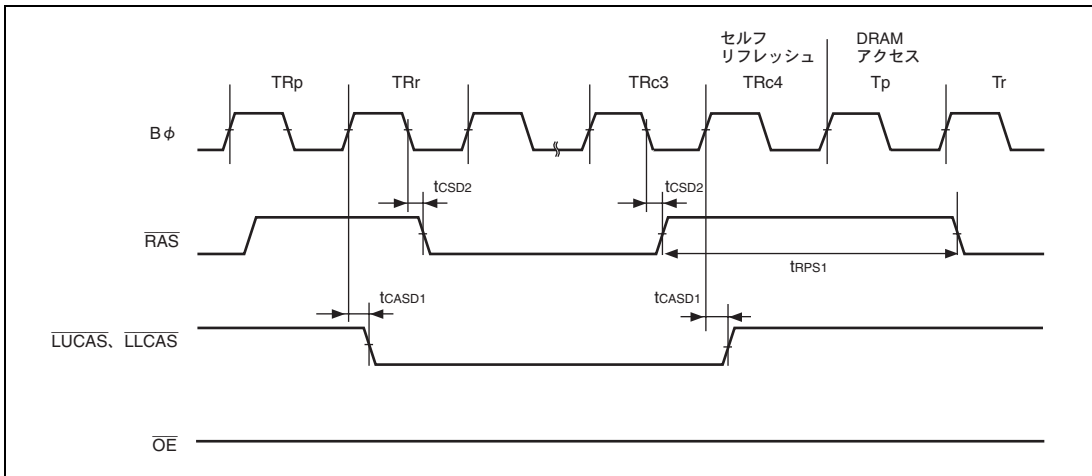 セルフ
リフレッシュ
DRAM
アクセス
TRp
TRr
TRc3
TRc4
Tp
Tr
Bφ
tCSD2
tCSD2
RAS
tRPS1
tCASD1
tCASD1
LUCAS、LLCAS
OE